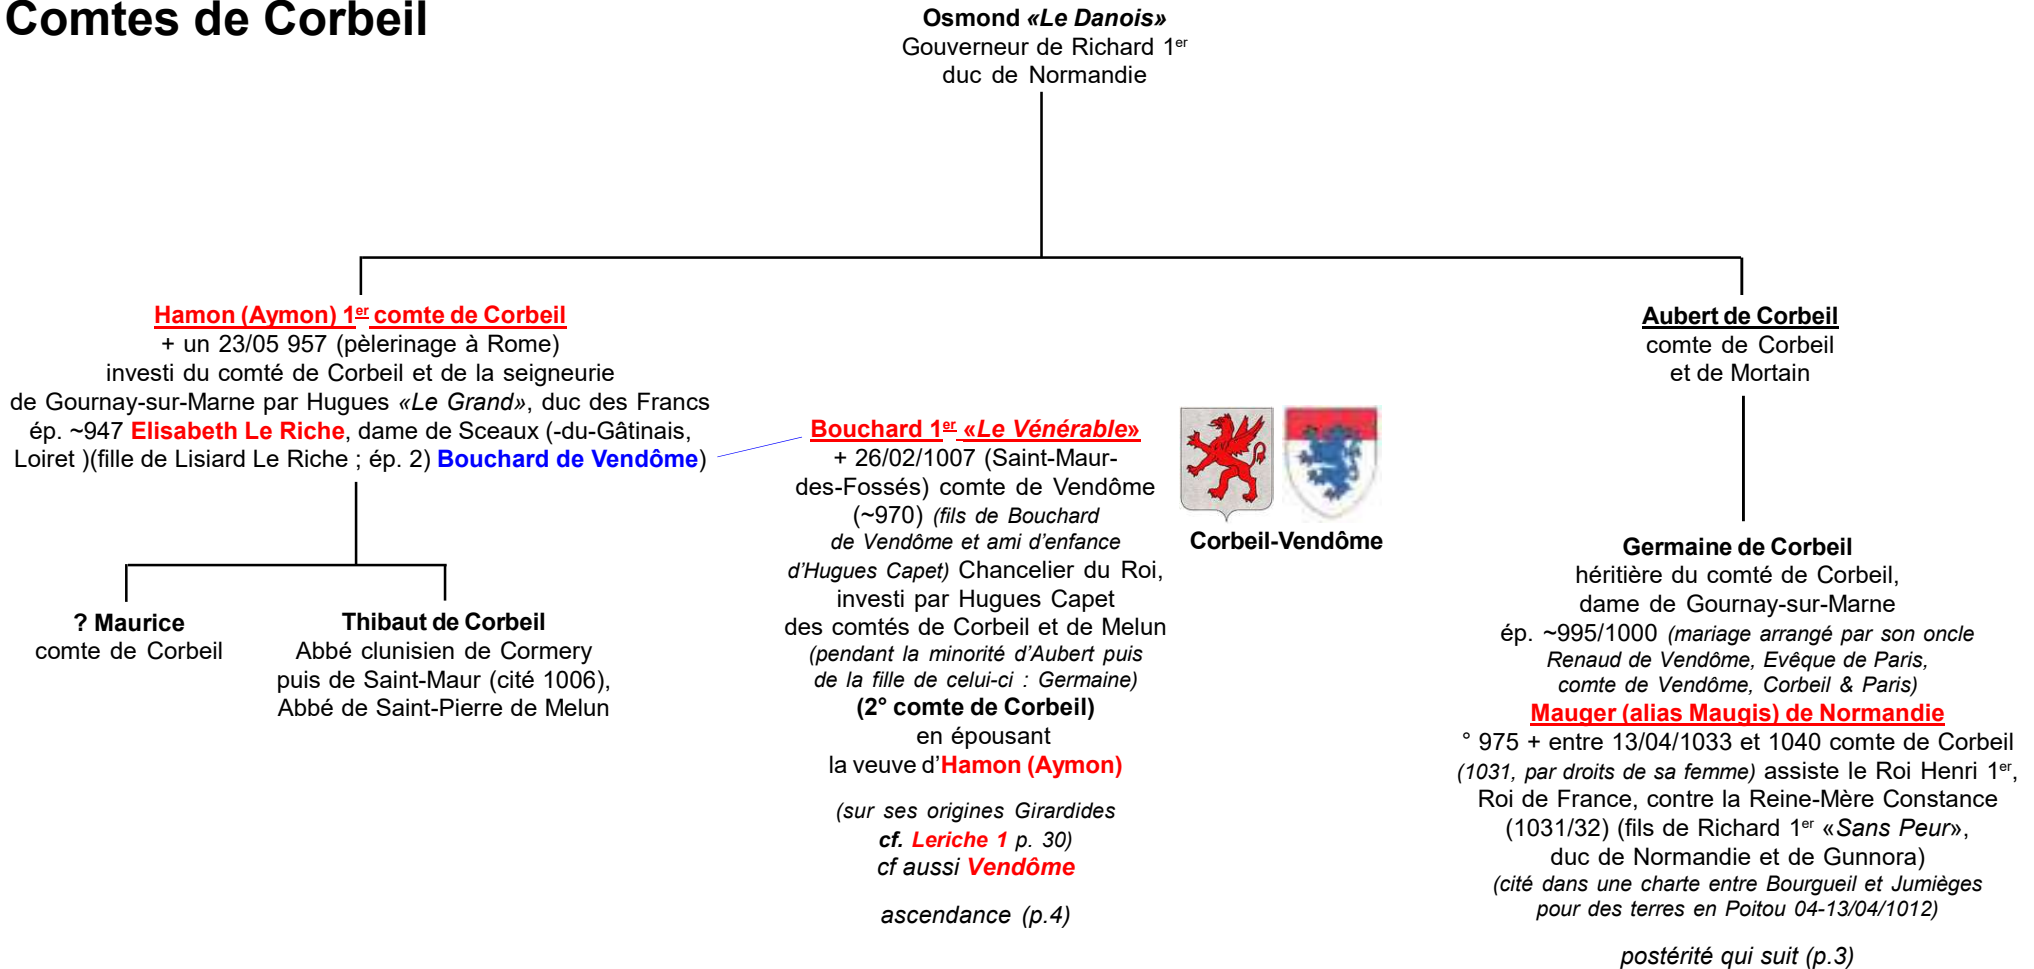 Comtes de Corbeil
Osmond «Le Danois»
Gouverneur de Richard 1er
duc de Normandie
Hamon (Aymon) 1er comte de Corbeil
+ un 23/05 957 (pèlerinage à Rome)
investi du comté de Corbeil et de la seigneurie
de Gournay-sur-Marne par Hugues «Le Grand», duc des Francs
ép. ~947 Elisabeth Le Riche, dame de Sceaux (-du-Gâtinais,
Loiret )(fille de Lisiard Le Riche ; ép. 2) Bouchard de Vendôme)
? Maurice
comte de Corbeil
Thibaut de Corbeil
Abbé clunisien de Cormery
puis de Saint-Maur (cité 1006),
Abbé de Saint-Pierre de Melun
Bouchard 1er «Le Vénérable»
+ 26/02/1007 (Saint-Maur-
des-Fossés) comte de Vendôme
(~970) (fils de Bouchard
de Vendôme et ami d'enfance
d'Hugues Capet) Chancelier du Roi,
investi par Hugues Capet
des comtés de Corbeil et de Melun
(pendant la minorité d'Aubert puis
de la fille de celui-ci : Germaine)
(2° comte de Corbeil)
en épousant
la veuve d'Hamon (Aymon)
(sur ses origines Girardides
cf. Leriche 1 p. 30)
cf aussi Vendôme
ascendance (p.4)
Corbeil-Vendôme
Aubert de Corbeil
comte de Corbeil
et de Mortain
Germaine de Corbeil
héritière du comté de Corbeil,
dame de Gournay-sur-Marne
ép. ~995/1000 (mariage arrangé par son oncle
Renaud de Vendôme, Evêque de Paris,
comte de Vendôme, Corbeil & Paris)
Mauger (alias Maugis) de Normandie
° 975 + entre 13/04/1033 et 1040 comte de Corbeil
(1031, par droits de sa femme) assiste le Roi Henri 1er,
Roi de France, contre la Reine-Mère Constance
(1031/32) (fils de Richard 1er «Sans Peur»,
duc de Normandie et de Gunnora)
(cité dans une charte entre Bourgueil et Jumièges
pour des terres en Poitou 04-13/04/1012)
postérité qui suit (p.3)